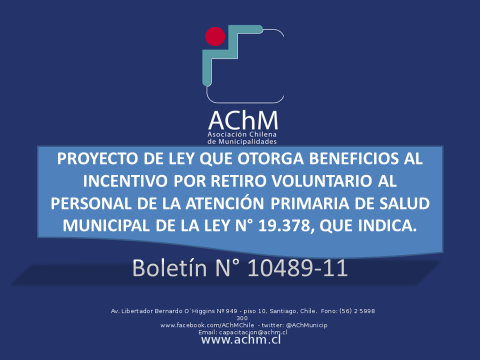 AChM
Asociación Chilena
de Municipalidades
PROYECTO DE LEY QUE OTORGA BENEFICIOS AL
INCENTIVO POR RETIRO VOLUNTARIO AL
PERSONAL DE LA ATENCIÓN PRIMARIA DE SALUD
MUNICIPAL DE LA LEY N° 19.378, QUE INDICA.
Boletín N° 10489-11
Av. Libertador Bernardo O´Higgins Nº 949 - piso 10, Santiago, Chile. Fono: (56) 2 5998
300
www.facebook.com/AChMChile - twitter: @AChMunicip
Email: capacitacion@achm.cl
www.achm.cl